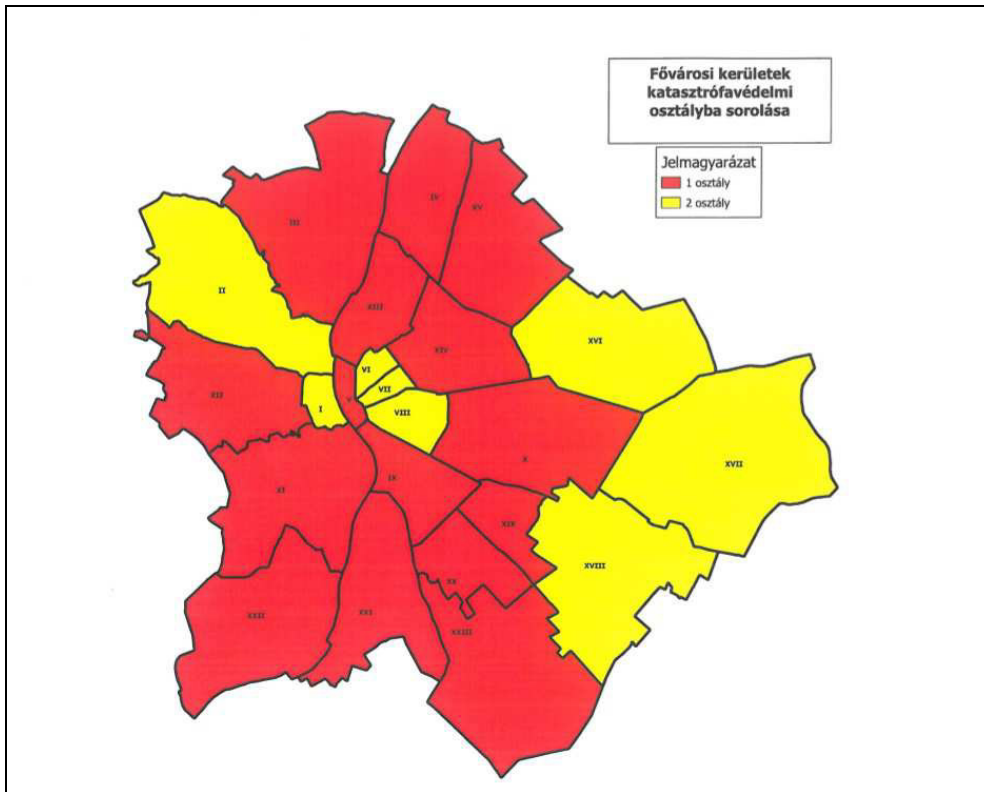 Fővárosi kerületek
katasztrófavédelmi
osztályba sorolása
Jelmagyarázat
1 osztály
2 osztály
IV
XV
III
II
XIII
XVI
XIV
VI
VII
XII
I
V
VIII
X
XVII
IX
XI
XIX
XVIII
XX
XXII
XXI
XXIII